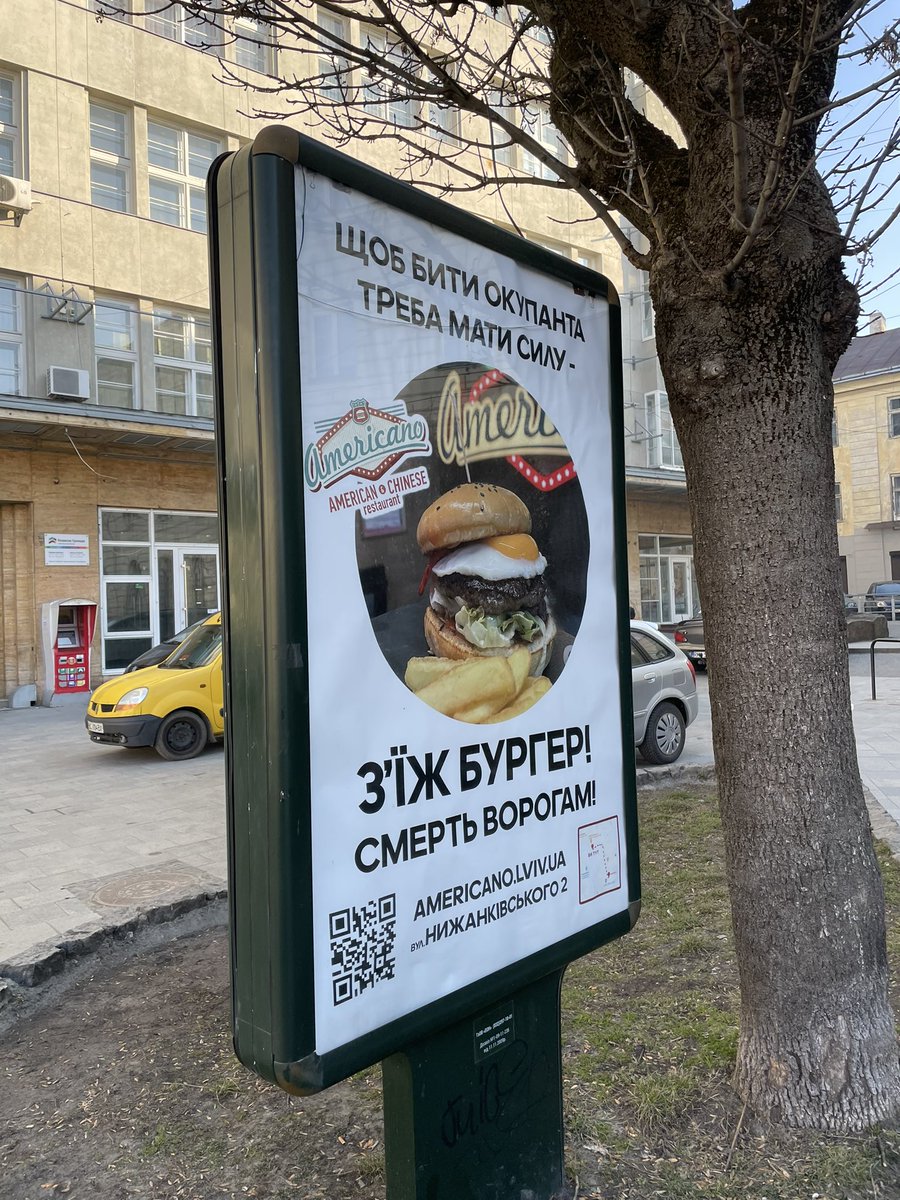 ЩОБ БИТИ ОКУПАНТА
ТРЕБА МАТИ СИЛУ -
Americano
AMERICAN & CHINESE
restaurant
З'ЇЖ БУРГЕР!
СМЕРТЬ ВОРОГАМ!
AMERICANO.LVIV.UA
ВУЛ.НИЖАНКІВСЬКОГО 2